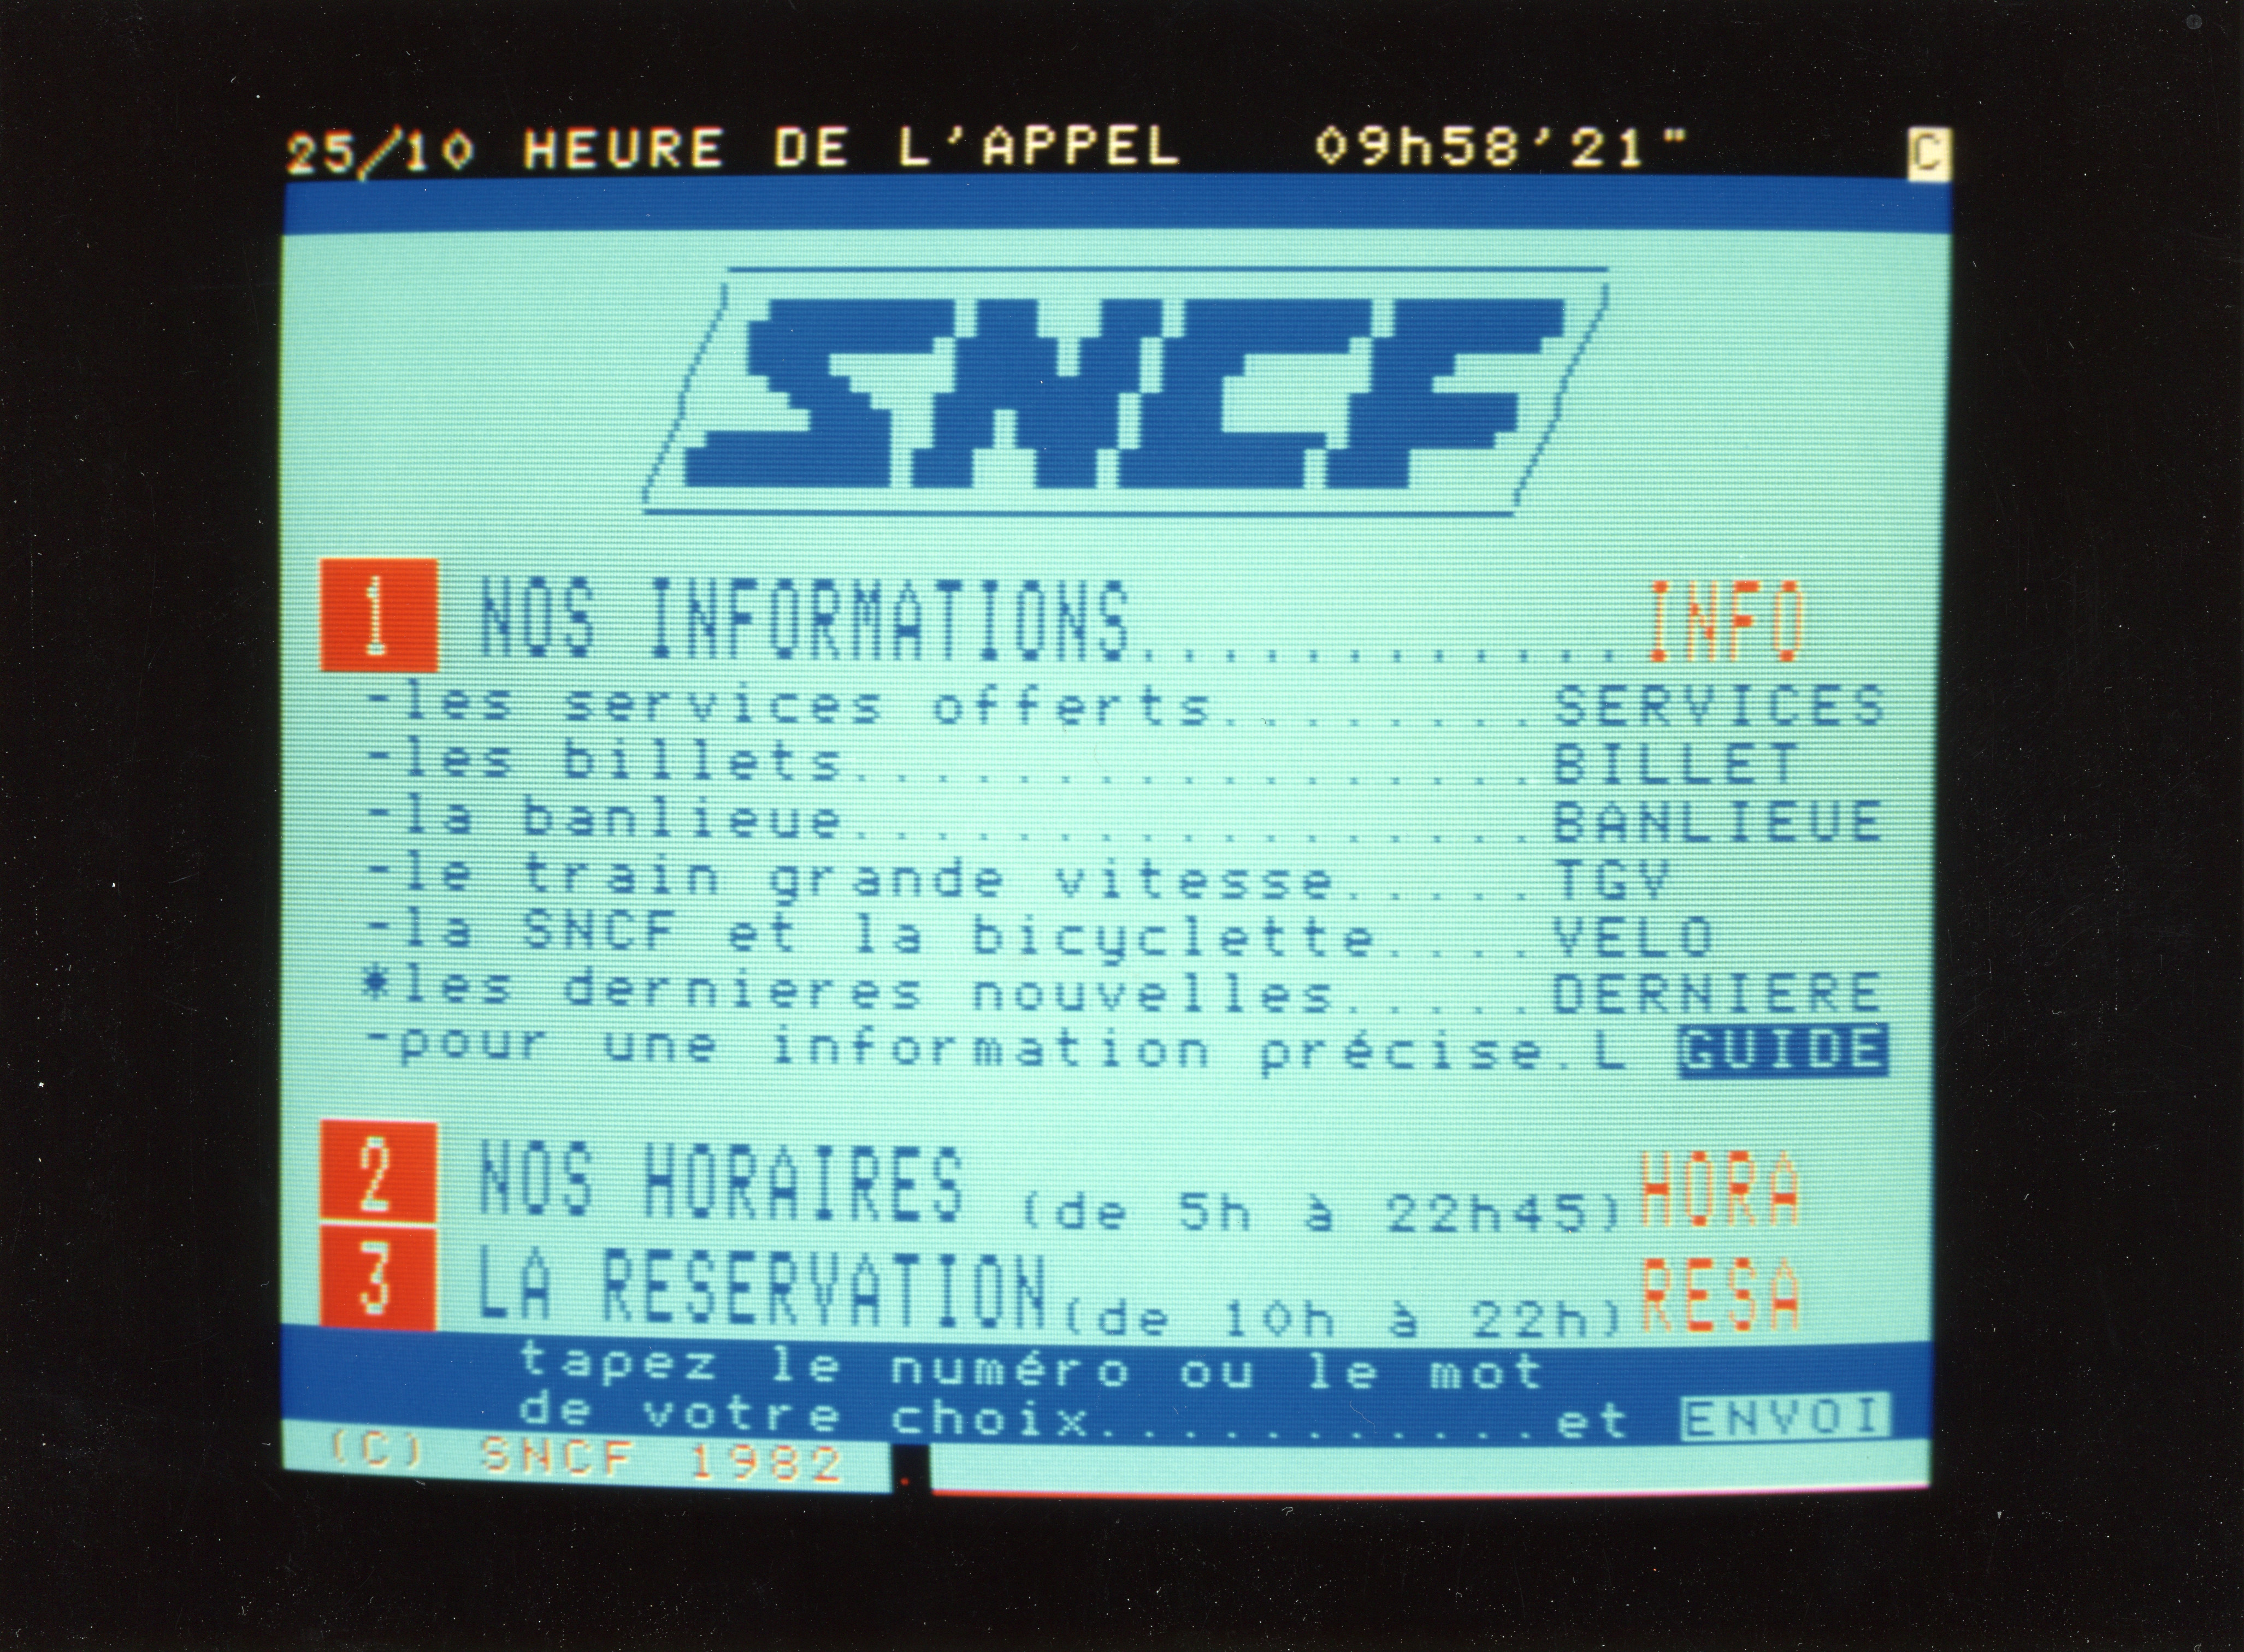 25/10 HEURE DE L'APPEL 09h58'21" C
SNCF
1 NOS INFORMATIONS............INFO
-les services offerts........SERVICES
-les billets.................BILLET
-la banlieue.................BANLIEUE
-le train grande vitesse.....TGV
-la SNCF et la bicyclette....VELO
*les dernieres nouvelles.....DERNIERE
-pour une information précise.L GUIDE
2 NOS HORAIRES (de 5h à 22h45) HORA
3 LA RESERVATION (de 10h à 22h) RESA
tapez le numéro ou le mot
de votre choix...........et ENVOI
(C) SNCF 1982 .